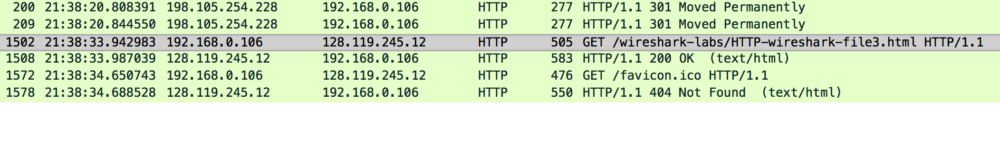 200 21:38:20.808391 198.105.254.228 192.168.0.106 HTTP 277 HTTP/1.1 301 Moved Permanently
209 21:38:20.844550 198.105.254.228 192.168.0.106 HTTP 277 HTTP/1.1 301 Moved Permanently
1502 21:38:33.942983 192.168.0.106 128.119.245.12 HTTP 505 GET /wireshark-labs/HTTP-wireshark-file3.html HTTP/1.1
1508 21:38:33.987039 128.119.245.12 192.168.0.106 HTTP 583 HTTP/1.1 200 OK (text/html)
1572 21:38:34.650743 192.168.0.106 128.119.245.12 HTTP 476 GET /favicon.ico HTTP/1.1
1578 21:38:34.688528 128.119.245.12 192.168.0.106 HTTP 550 HTTP/1.1 404 Not Found (text/html)